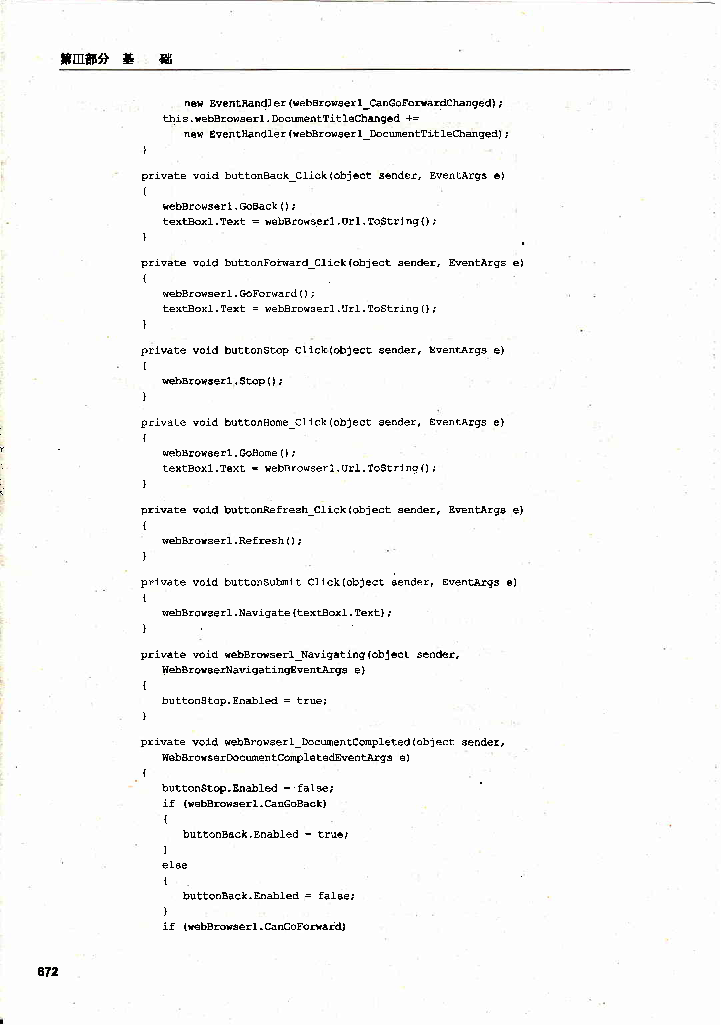 第III部分 基 础
new EventHandler(webBrowser1_CanGoForwardChanged);
this.webBrowser1.DocumentTitleChanged +=
new EventHandler(webBrowser1_DocumentTitleChanged);
}
private void buttonBack_Click(object sender, EventArgs e)
{
webBrowser1.GoBack();
textBox1.Text = webBrowser1.Url.ToString();
}
private void buttonForward_Click(object sender, EventArgs e)
{
webBrowser1.GoForward();
textBox1.Text = webBrowser1.Url.ToString();
}
private void buttonStop_Click(object sender, EventArgs e)
{
webBrowser1.Stop();
}
private void buttonHome_Click(object sender, EventArgs e)
{
webBrowser1.GoHome();
textBox1.Text = webBrowser1.Url.ToString();
}
private void buttonRefresh_Click(object sender, EventArgs e)
{
webBrowser1.Refresh();
}
private void buttonSubmit_Click(object sender, EventArgs e)
{
webBrowser1.Navigate(textBox1.Text);
}
private void webBrowser1_Navigating(object sender,
WebBrowserNavigatingEventArgs e)
{
buttonStop.Enabled = true;
}
private void webBrowser1_DocumentCompleted(object sender,
WebBrowserDocumentCompletedEventArgs e)
{
buttonStop.Enabled = false;
if (webBrowser1.CanGoBack)
{
buttonBack.Enabled = true;
}
else
{
buttonBack.Enabled = false;
}
if (webBrowser1.CanGoForward)
672